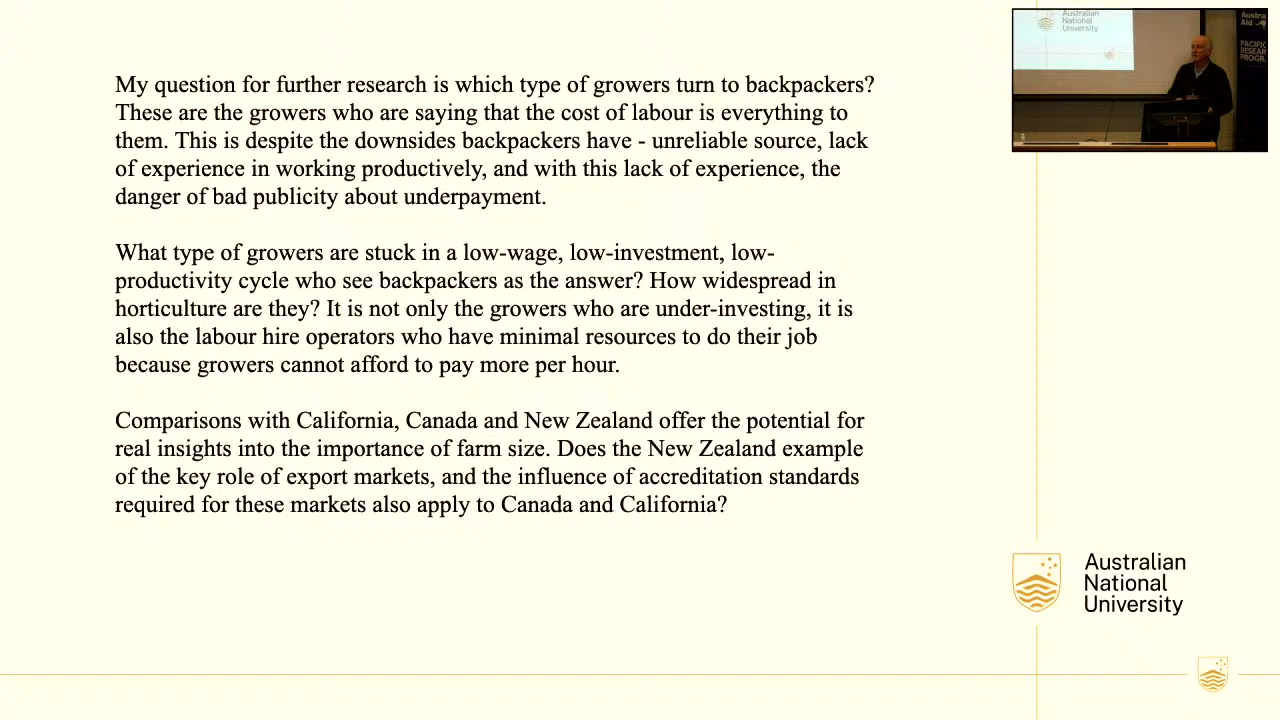 My question for further research is which type of growers turn to backpackers?
These are the growers who are saying that the cost of labour is everything to
them. This is despite the downsides backpackers have - unreliable source, lack
of experience in working productively, and with this lack of experience, the
danger of bad publicity about underpayment.
What type of growers are stuck in a low-wage, low-investment, low-
productivity cycle who see backpackers as the answer? How widespread in
horticulture are they? It is not only the growers who are under-investing, it is
also the labour hire operators who have minimal resources to do their job
because growers cannot afford to pay more per hour.
Comparisons with California, Canada and New Zealand offer the potential for
real insights into the importance of farm size. Does the New Zealand example
of the key role of export markets, and the influence of accreditation standards
required for these markets also apply to Canada and California?
Australian
National
University
Australian
National
University
Aid
PACIFIC